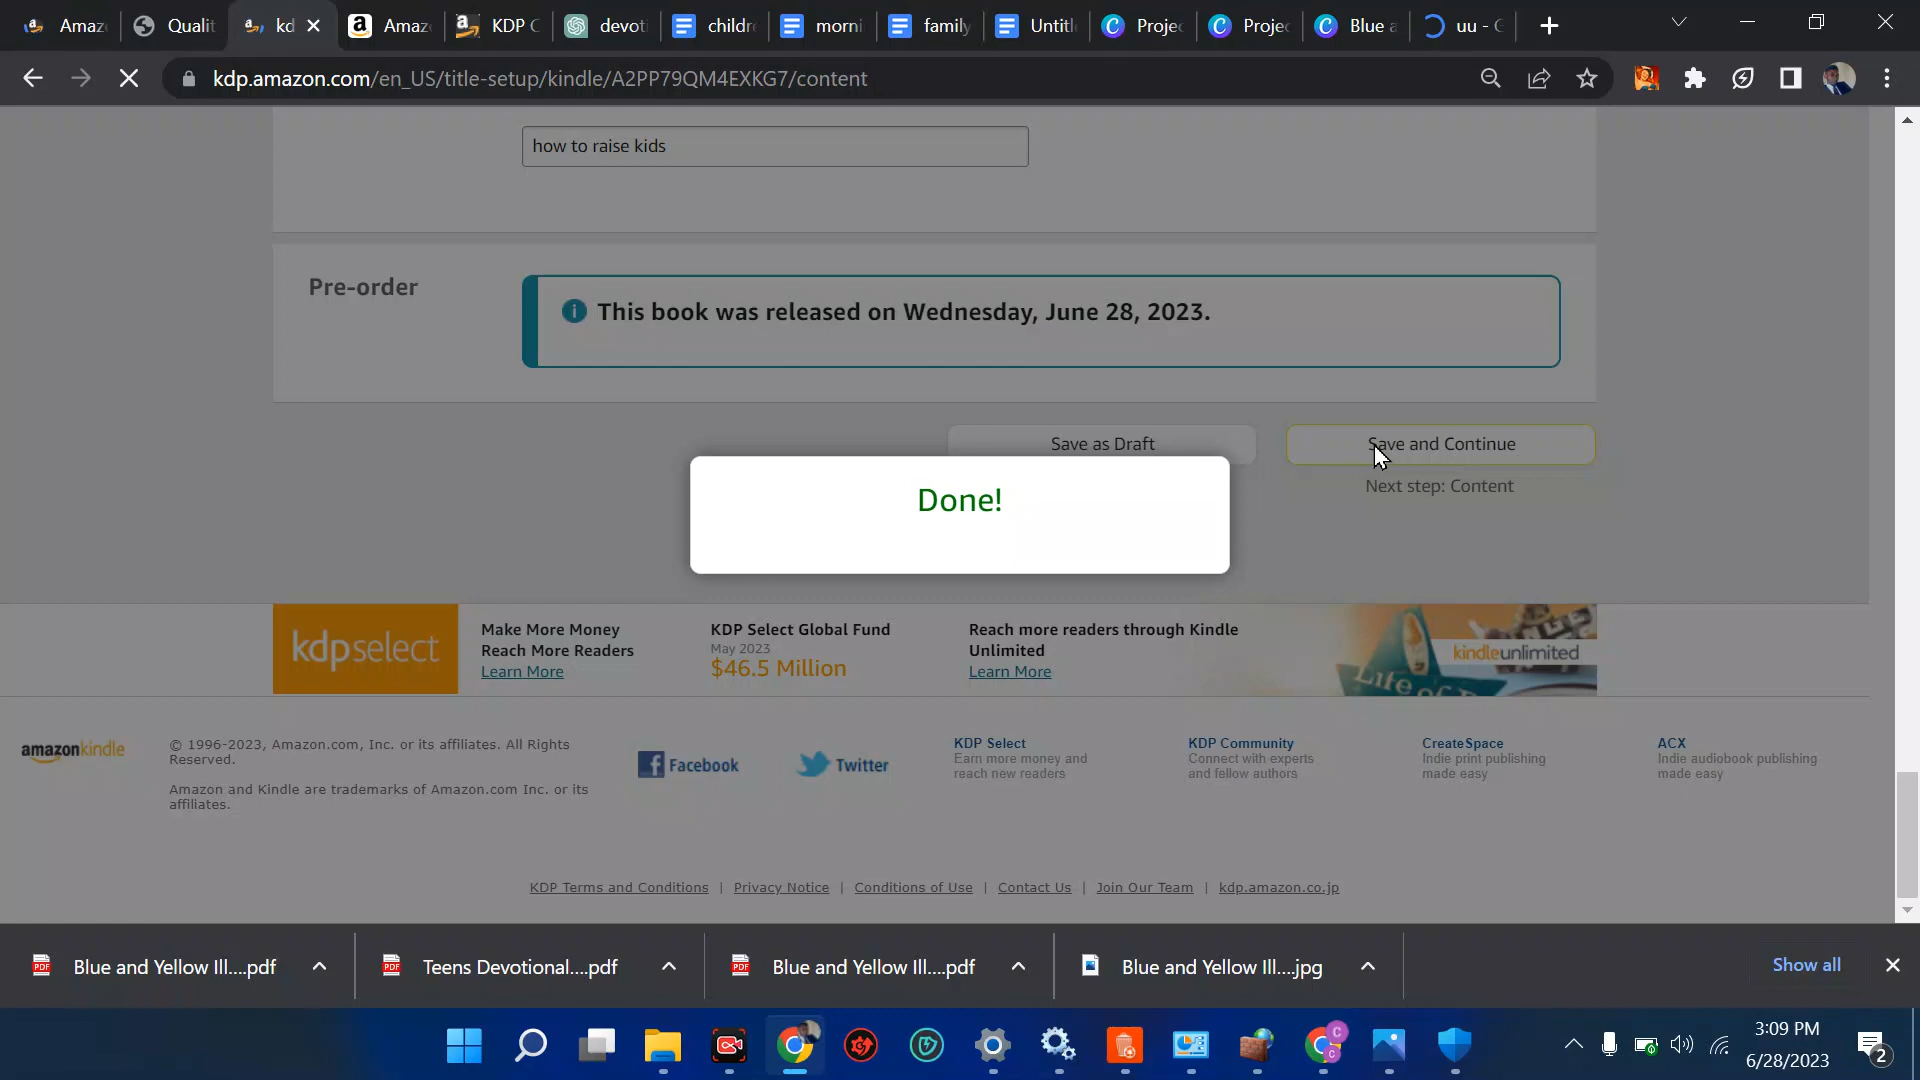 Amaz
Qualit
kd
Amaz
KDP C
devoti
childr
morni
family
Untitl
Projec
Projec
Blue a
uu - G
kdp.amazon.com/en_US/title-setup/kindle/A2PP79QM4EXKG7/content
how to raise kids
Pre-order
This book was released on Wednesday, June 28, 2023.
Save as Draft
Save and Continue
Next step: Content
Done!
kdpselect
Make More Money
Reach More Readers
Learn More
KDP Select Global Fund
May 2023
$46.5 Million
Reach more readers through Kindle
Unlimited
Learn More
kindleunlimited
amazonkindle
© 1996-2023, Amazon.com, Inc. or its affiliates. All Rights
Reserved.
Amazon and Kindle are trademarks of Amazon.com Inc. or its
affiliates.
Facebook
Twitter
KDP Select
Earn more money and
reach new readers
KDP Community
Connect with experts
and fellow authors
CreateSpace
Indie print publishing
made easy
ACX
Indie audiobook publishing
made easy
KDP Terms and Conditions | Privacy Notice | Conditions of Use | Contact Us | Join Our Team | kdp.amazon.co.jp
Blue and Yellow Ill....pdf
Teens Devotional....pdf
Blue and Yellow Ill....pdf
Blue and Yellow Ill....jpg
Show all
3:09 PM
6/28/2023
2